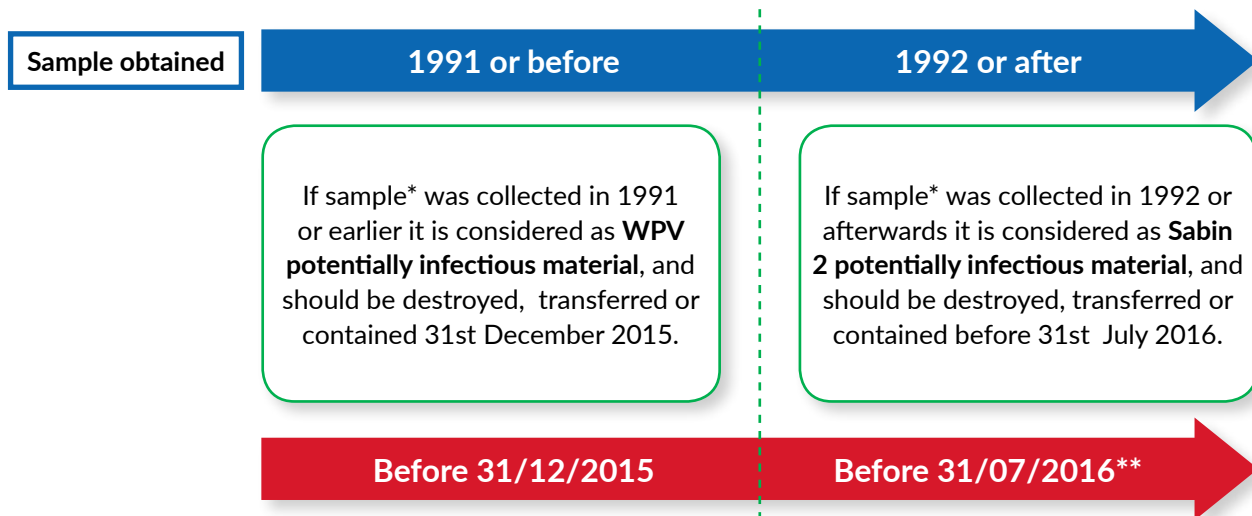 Sample obtained
1991 or before
1992 or after
If sample* was collected in 1991
or earlier it is considered as WPV
potentially infectious material, and
should be destroyed, transferred or
contained 31st December 2015.
If sample* was collected in 1992 or
afterwards it is considered as Sabin
2 potentially infectious material, and
should be destroyed, transferred or
contained before 31st July 2016.
Before 31/12/2015
Before 31/07/2016**